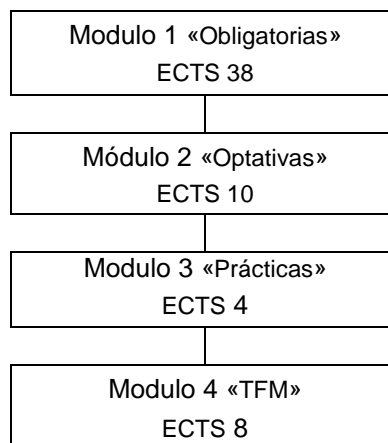 Modulo 1 «Obligatorias»
ECTS 38
Módulo 2 «Optativas»
ECTS 10
Modulo 3 «Prácticas»
ECTS 4
Modulo 4 «TFM»
ECTS 8